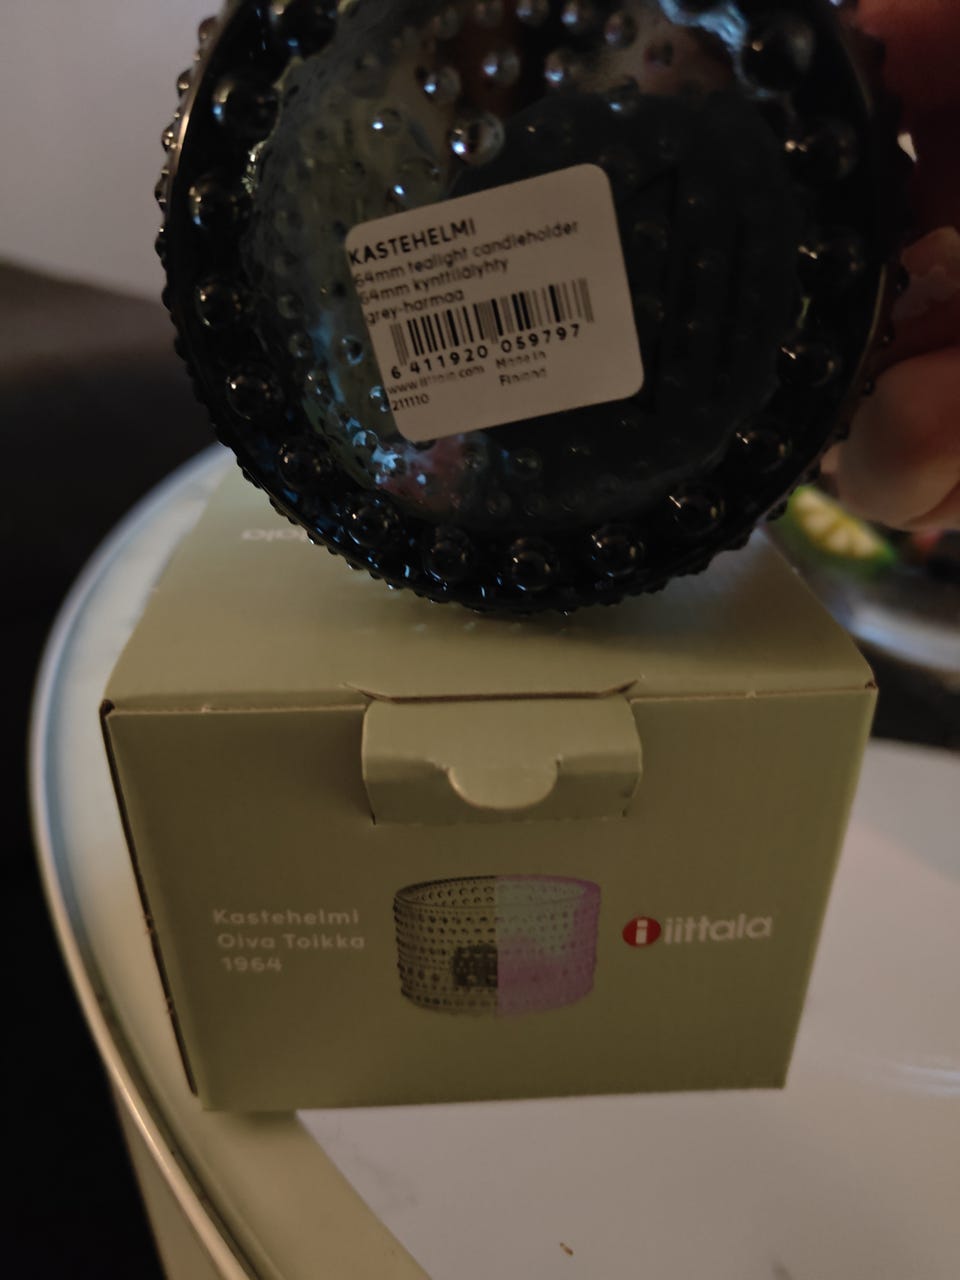 KASTEHELMI
64mm tealight candleholder
64mm kynttilälyhty
grey-harmaa
6 411920 059797
www.iittala.com
Made in
Finland
211110
iittala
Kastehelmi
Oiva Toikka
1964
i iittala